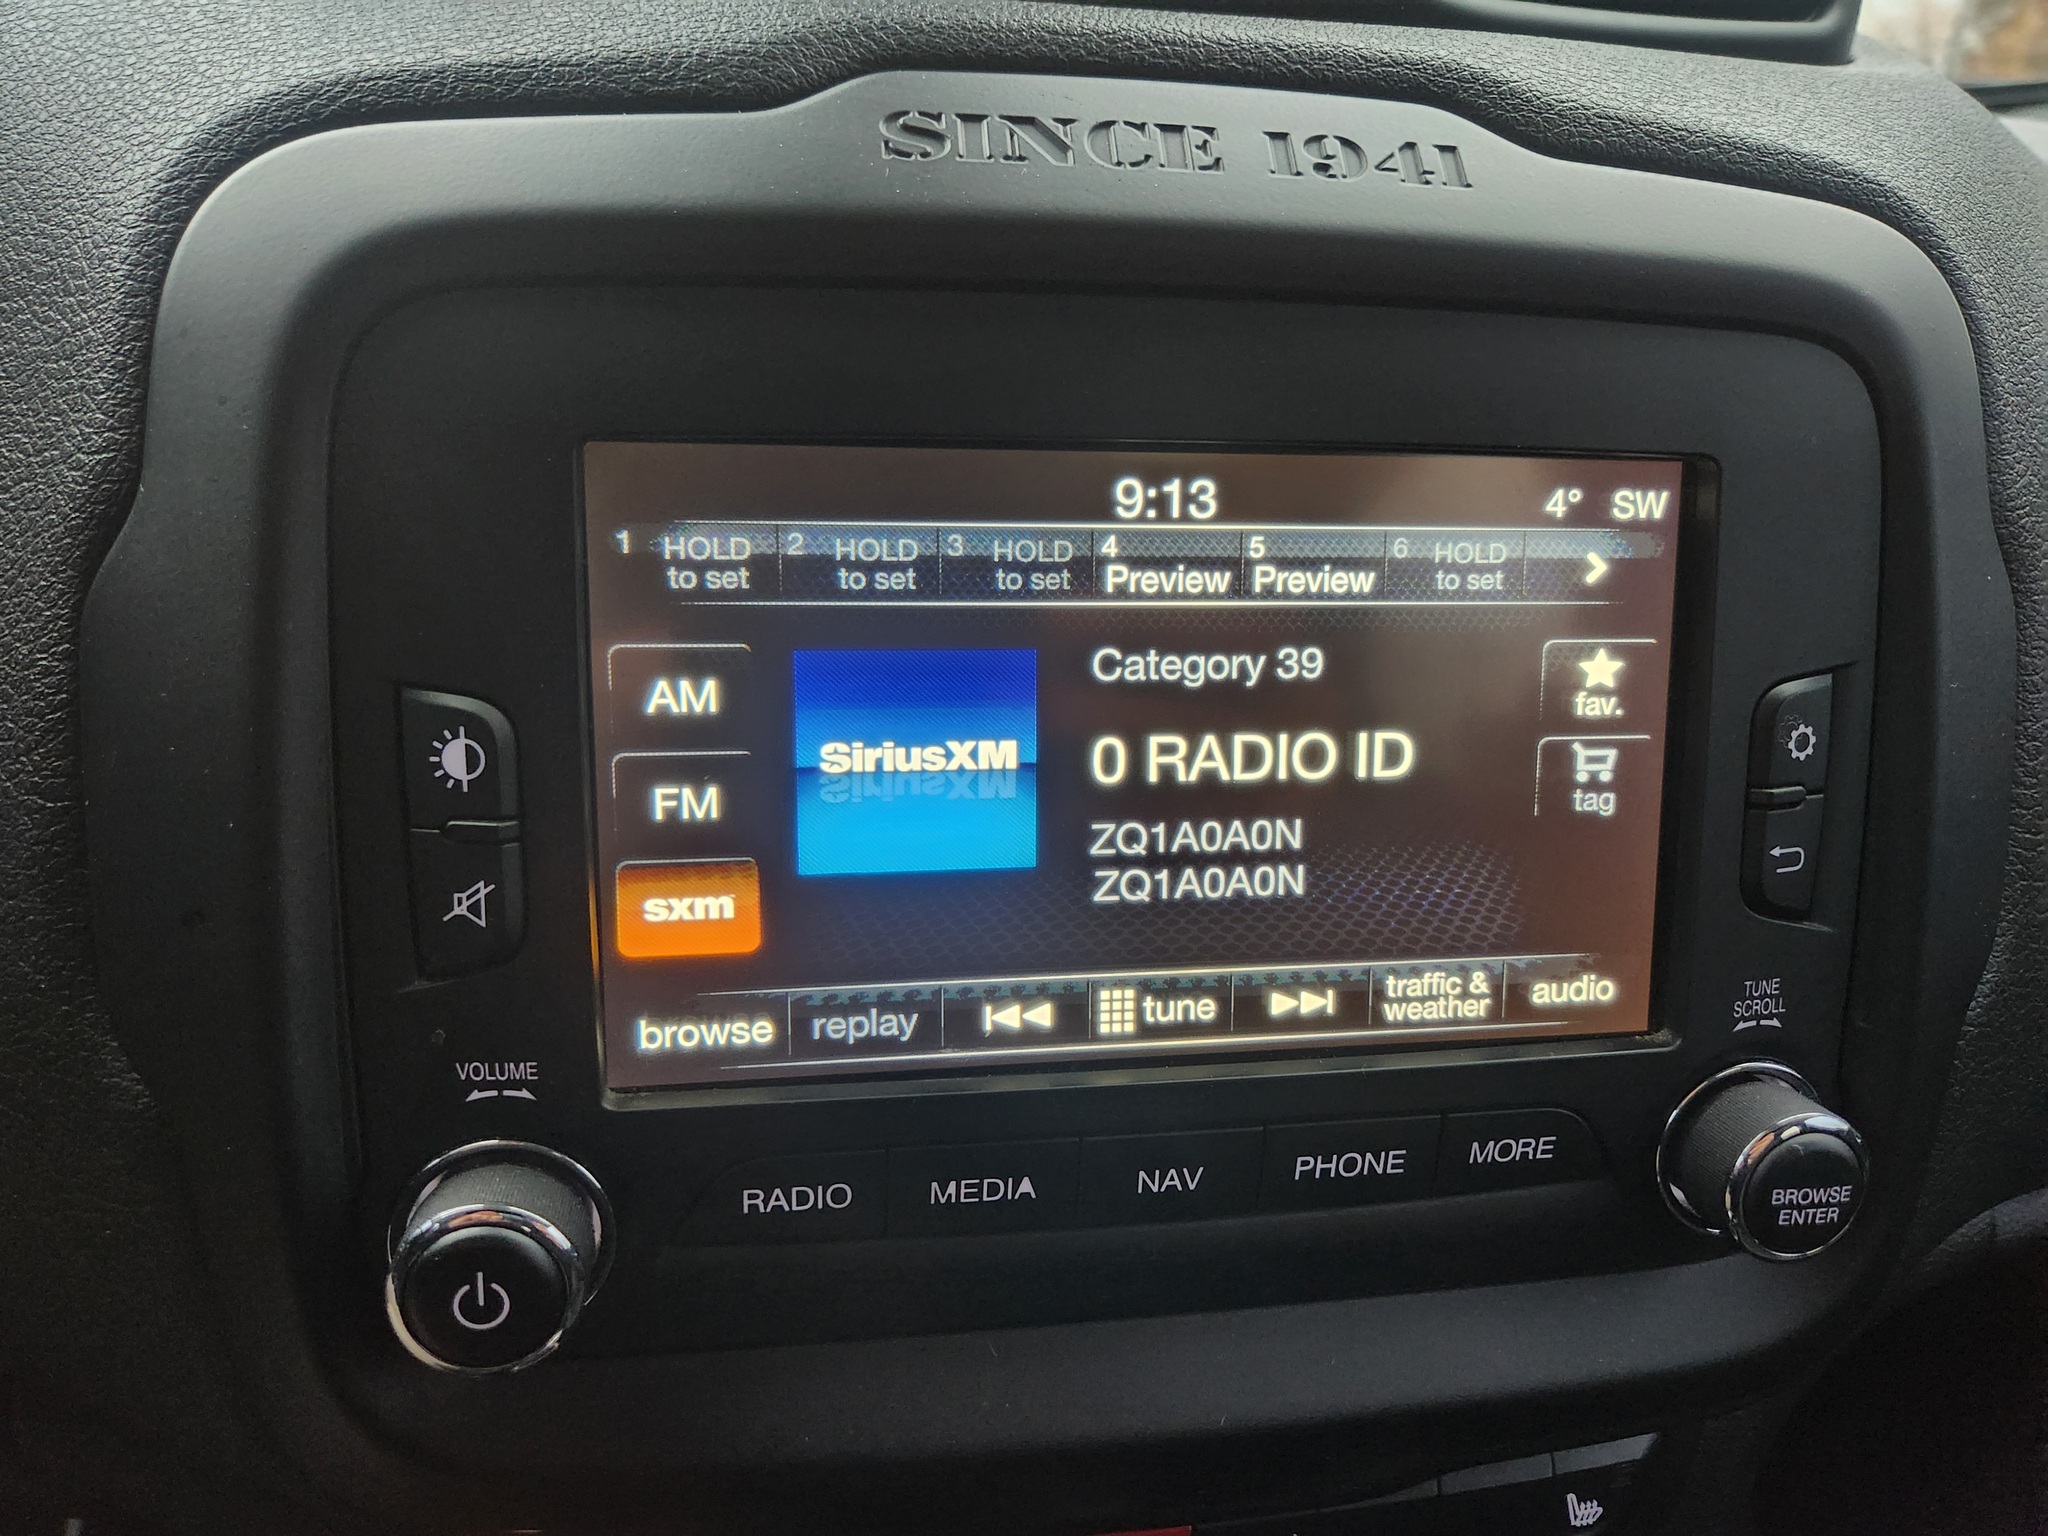 SINCE 1941
9:13
4° SW
1 HOLD to set
2 HOLD to set
3 HOLD to set
4 Preview
5 Preview
6 HOLD to set
AM
FM
sxm
SiriusXM
Category 39
0 RADIO ID
ZQ1A0A0N
ZQ1A0A0N
fav.
tag
browse
replay
tune
traffic &
weather
audio
VOLUME
TUNE
SCROLL
RADIO
MEDIA
NAV
PHONE
MORE
BROWSE
ENTER